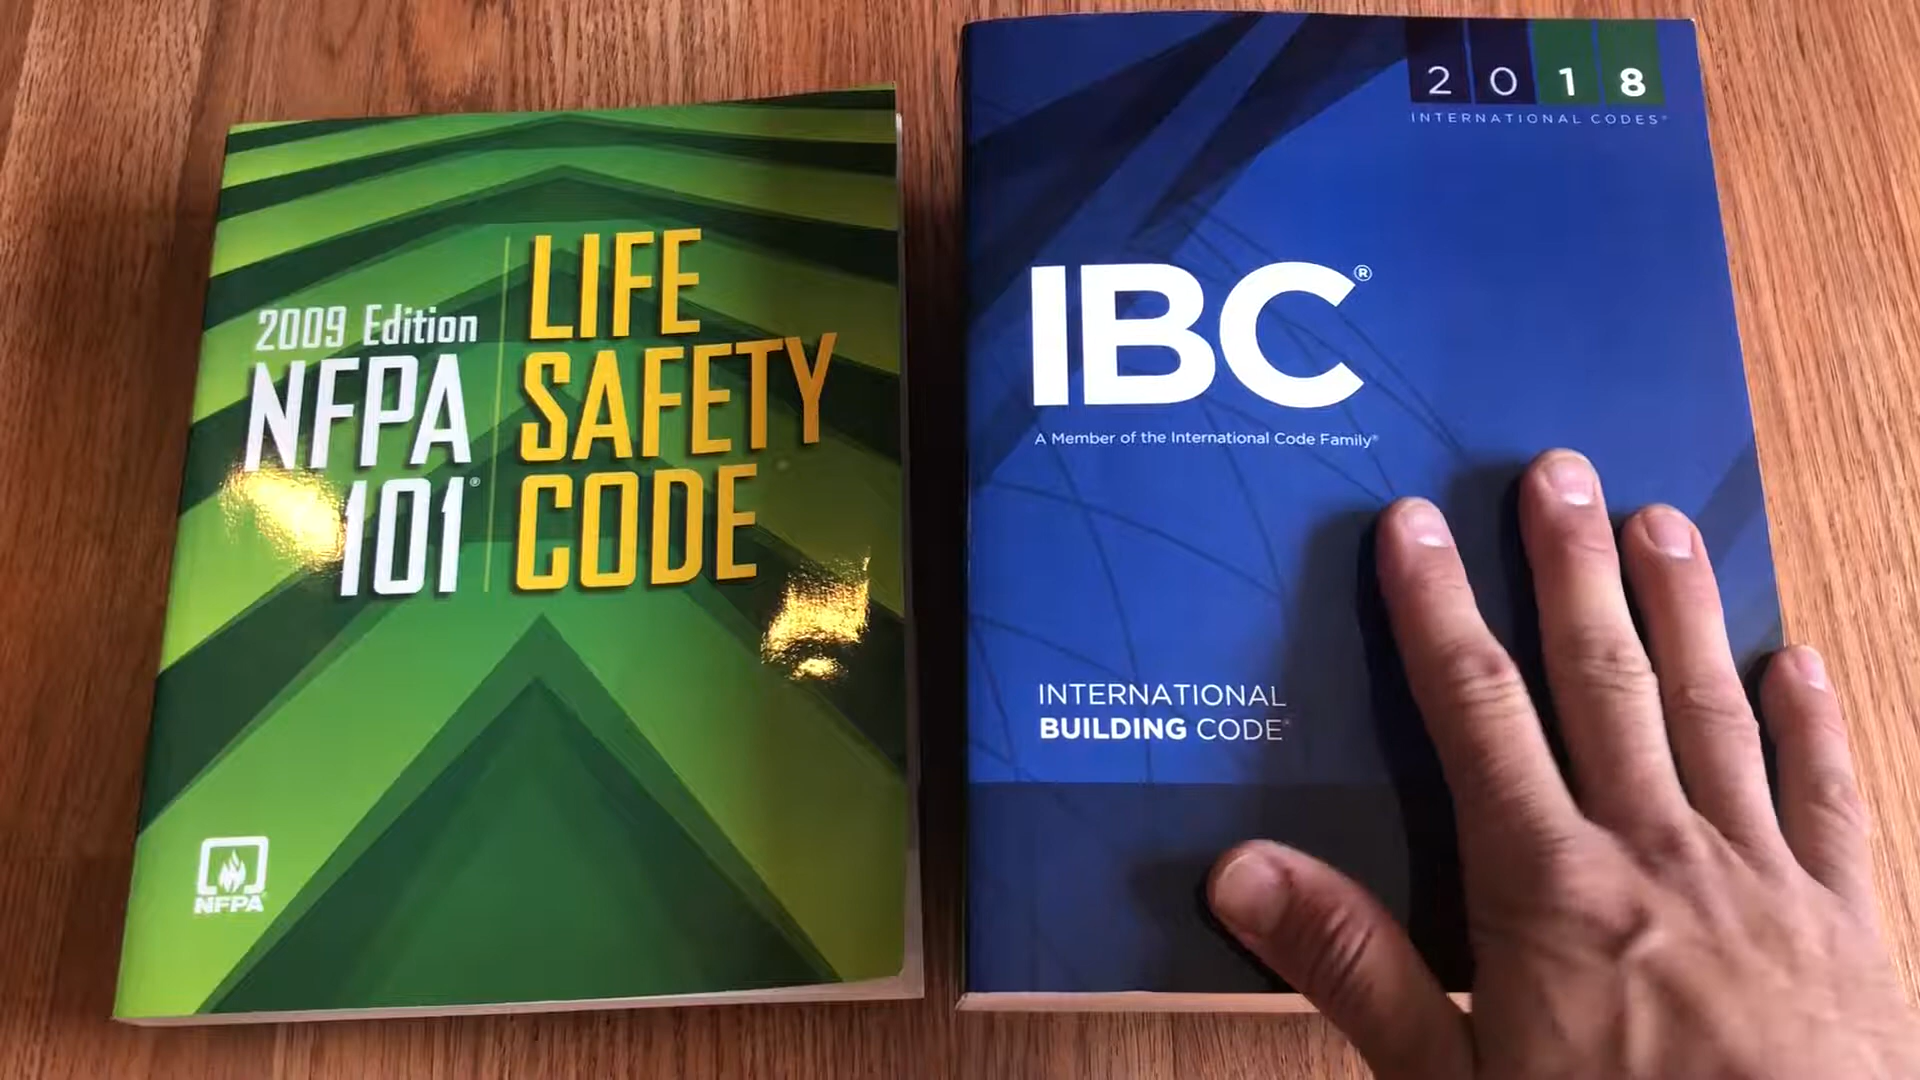 2009 Edition
NFPA
101®
LIFE
SAFETY
CODE
NFPA
2018
INTERNATIONAL CODES®
IBC®
A Member of the International Code Family®
INTERNATIONAL
BUILDING CODE®